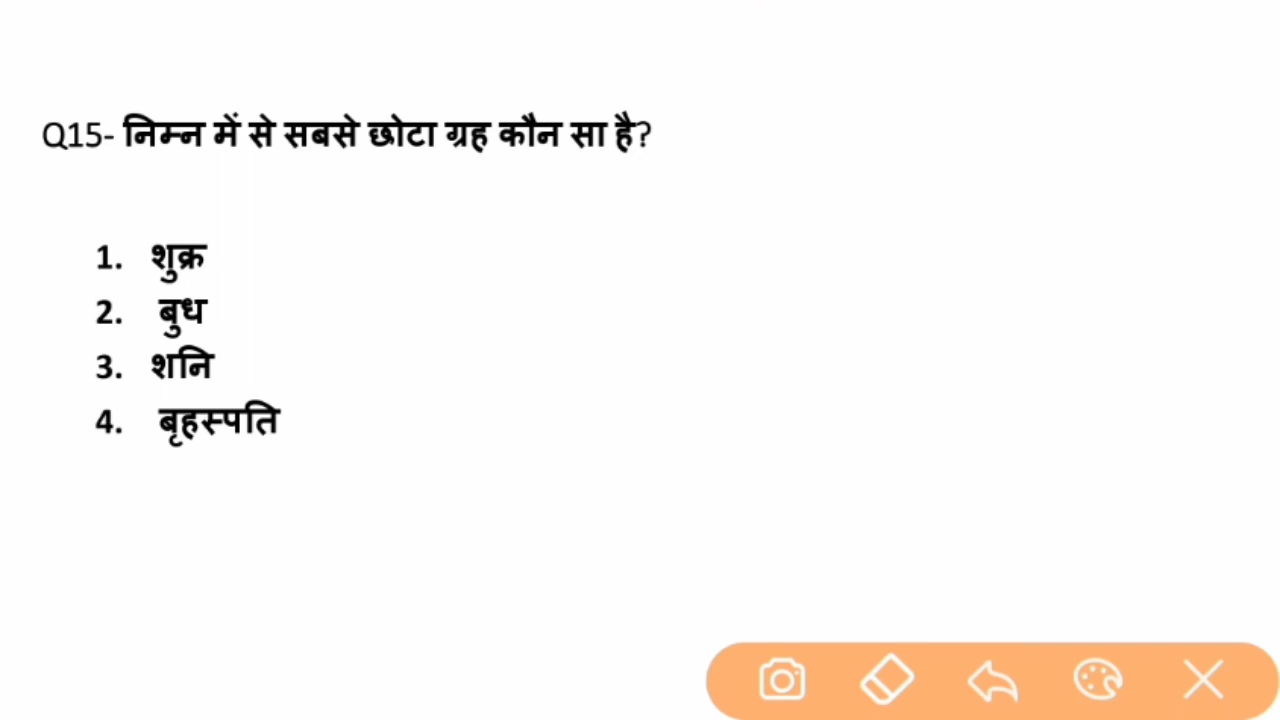 Q15- निम्न में से सबसे छोटा ग्रह कौन सा है?
1. शुक्र
2. बुध
3. शनि
4. बृहस्पति